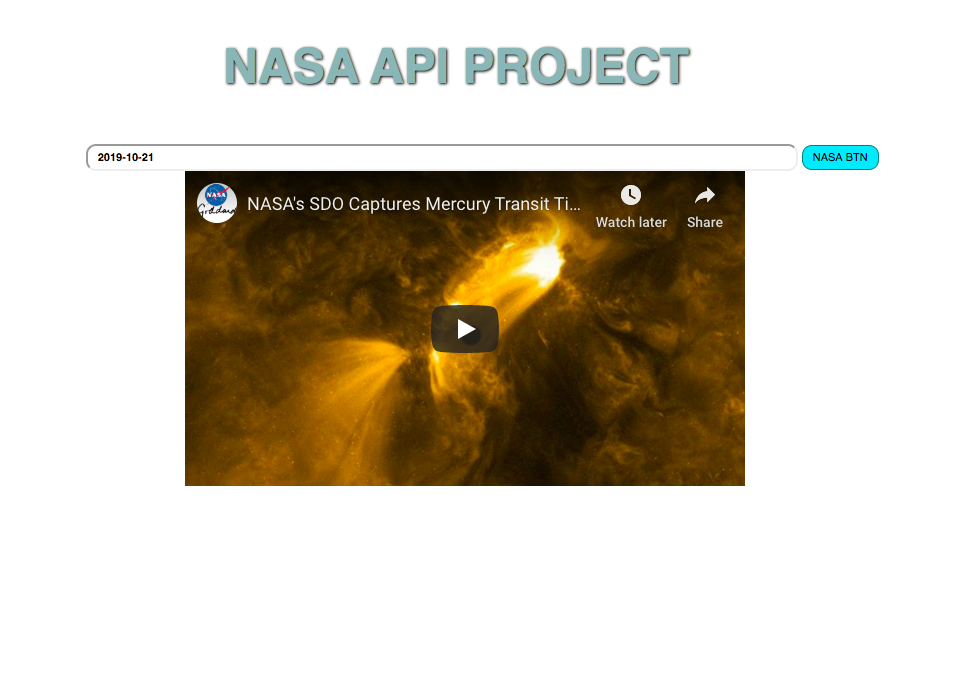 NASA API PROJECT
2019-10-21
NASA BTN
NASA
Goddard
NASA's SDO Captures Mercury Transit Ti...
Watch later
Share